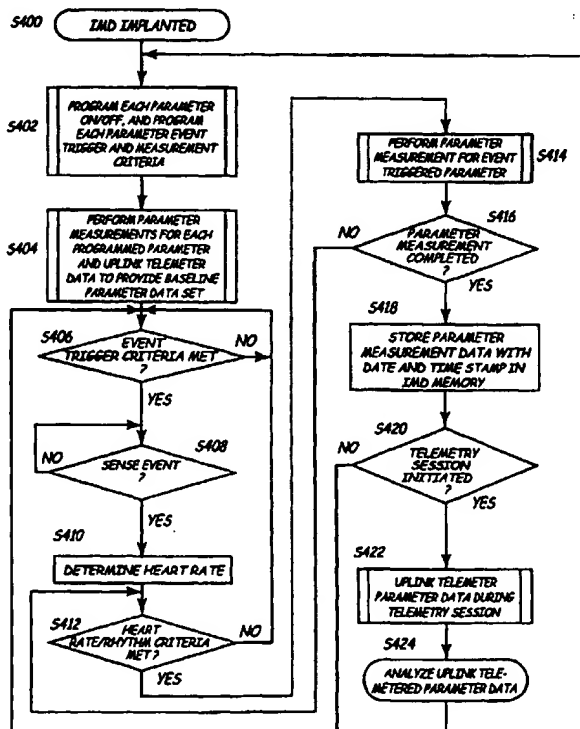 S400
IMD IMPLANTED
S402
PROGRAM EACH PARAMETER
ON/OFF, AND PROGRAM
EACH PARAMETER EVENT
TRIGGER AND MEASUREMENT
CRITERIA
S404
PERFORM PARAMETER
MEASUREMENTS FOR EACH
PROGRAMMED PARAMETER
AND UPLINK TELEMETER
DATA TO PROVIDE BASELINE
PARAMETER DATA SET
S406
EVENT
TRIGGER CRITERIA MET
?
NO
YES
S408
NO
SENSE EVENT
?
YES
S410
DETERMINE HEART RATE
S412
HEART
RATE/RHYTHM CRITERIA
MET ?
NO
YES
PERFORM PARAMETER
MEASUREMENT FOR EVENT
TRIGGERED PARAMETER
S414
S416
NO
PARAMETER
MEASUREMENT
COMPLETED
?
YES
S418
STORE PARAMETER
MEASUREMENT DATA WITH
DATE AND TIME STAMP IN
IMD MEMORY
S420
NO
TELEMETRY
SESSION
INITIATED
?
YES
S422
UPLINK TELEMETER
PARAMETER DATA DURING
TELEMETRY SESSION
S424
ANALYZE UPLINK TELE-
METERED PARAMETER DATA